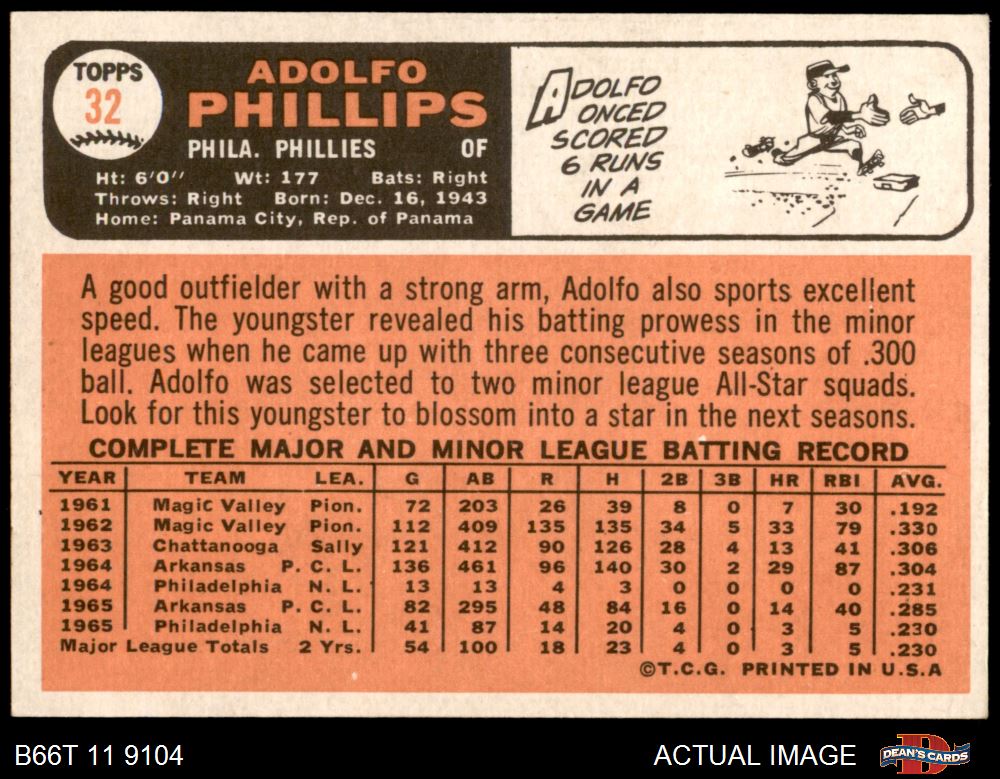 TOPPS
32
ADOLFO
PHILLIPS
PHILA. PHILLIES OF
Ht: 6'0" Wt: 177 Bats: Right
Throws: Right Born: Dec. 16, 1943
Home: Panama City, Rep. of Panama
ADOLFO
ONCED
SCORED
6 RUNS
IN A
GAME
A good outfielder with a strong arm, Adolfo also sports excellent
speed. The youngster revealed his batting prowess in the minor
leagues when he came up with three consecutive seasons of .300
ball. Adolfo was selected to two minor league All-Star squads.
Look for this youngster to blossom into a star in the next seasons.
COMPLETE MAJOR AND MINOR LEAGUE BATTING RECORD
YEAR TEAM LEA. G AB R H 2B 3B HR RBI AVG.
1961 Magic Valley Pion. 72 203 26 39 8 0 7 30 .192
1962 Magic Valley Pion. 112 409 135 135 34 5 33 79 .330
1963 Chattanooga Sally 121 412 90 126 28 4 13 41 .306
1964 Arkansas P. C. L. 136 461 96 140 30 2 29 87 .304
1964 Philadelphia N. L. 13 13 4 3 0 0 0 0 .231
1965 Arkansas P. C. L. 82 295 48 84 16 0 14 40 .285
1965 Philadelphia N. L. 41 87 14 20 4 0 3 5 .230
Major League Totals 2 Yrs. 54 100 18 23 4 0 3 5 .230
©T.C.G. PRINTED IN U.S.A
B66T 11 9104
ACTUAL IMAGE
DEAN'S CARDS